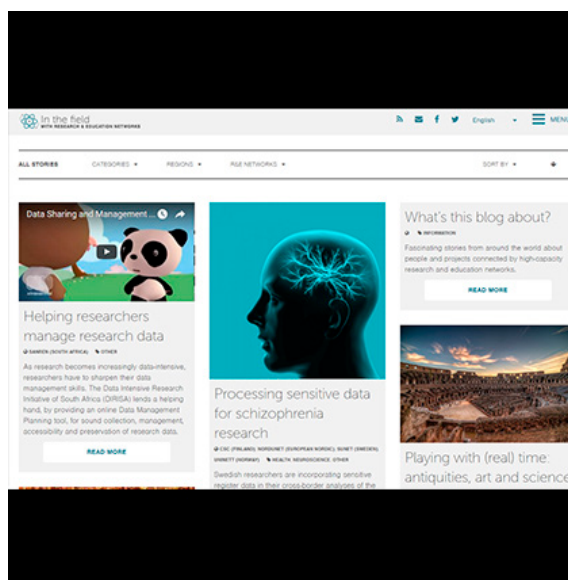 In the field
WITH RESEARCH & EDUCATION NETWORKS
English
MENU
ALL STORIES
CATEGORIES
REGIONS
R&E NETWORKS
SORT BY
Data Sharing and Management ...
Helping researchers
manage research data
SANREN (SOUTH AFRICA) OTHER
As research becomes increasingly data-intensive,
researchers have to sharpen their data
management skills. The Data Intensive Research
Initiative of South Africa (DIRISA) lends a helping
hand, by providing an online Data Management
Planning tool, for sound collection, management,
accessibility and preservation of research data.
READ MORE
Processing sensitive data
for schizophrenia
research
CSC (FINLAND), NORDUNET (EUROPEAN NORDIC), SUNET (SWEDEN),
UNINETT (NORWAY) HEALTH, NEUROSCIENCE, OTHER
Swedish researchers are incorporating sensitive
register data in their cross-border analyses of the
What's this blog about?
INFORMATION
Fascinating stories from around the world about
people and projects connected by high-capacity
research and education networks.
READ MORE
Playing with (real) time:
antiquities, art and science